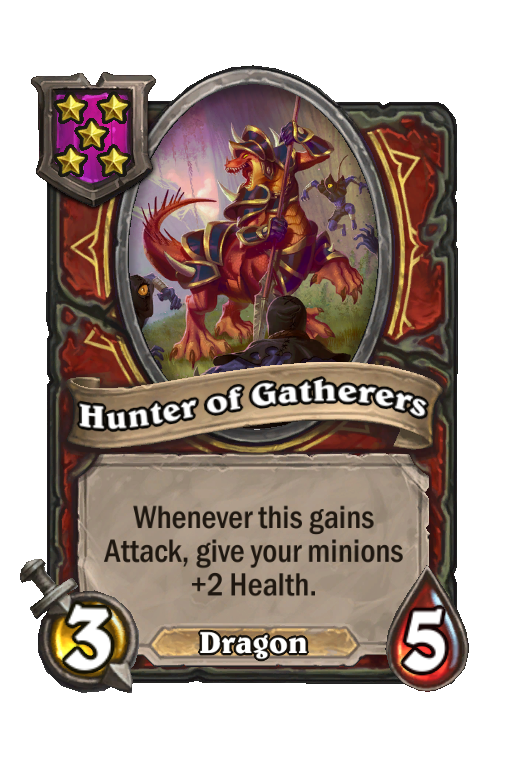 Hunter of Gatherers
Whenever this gains
Attack, give your minions
+2 Health.
3
Dragon
5